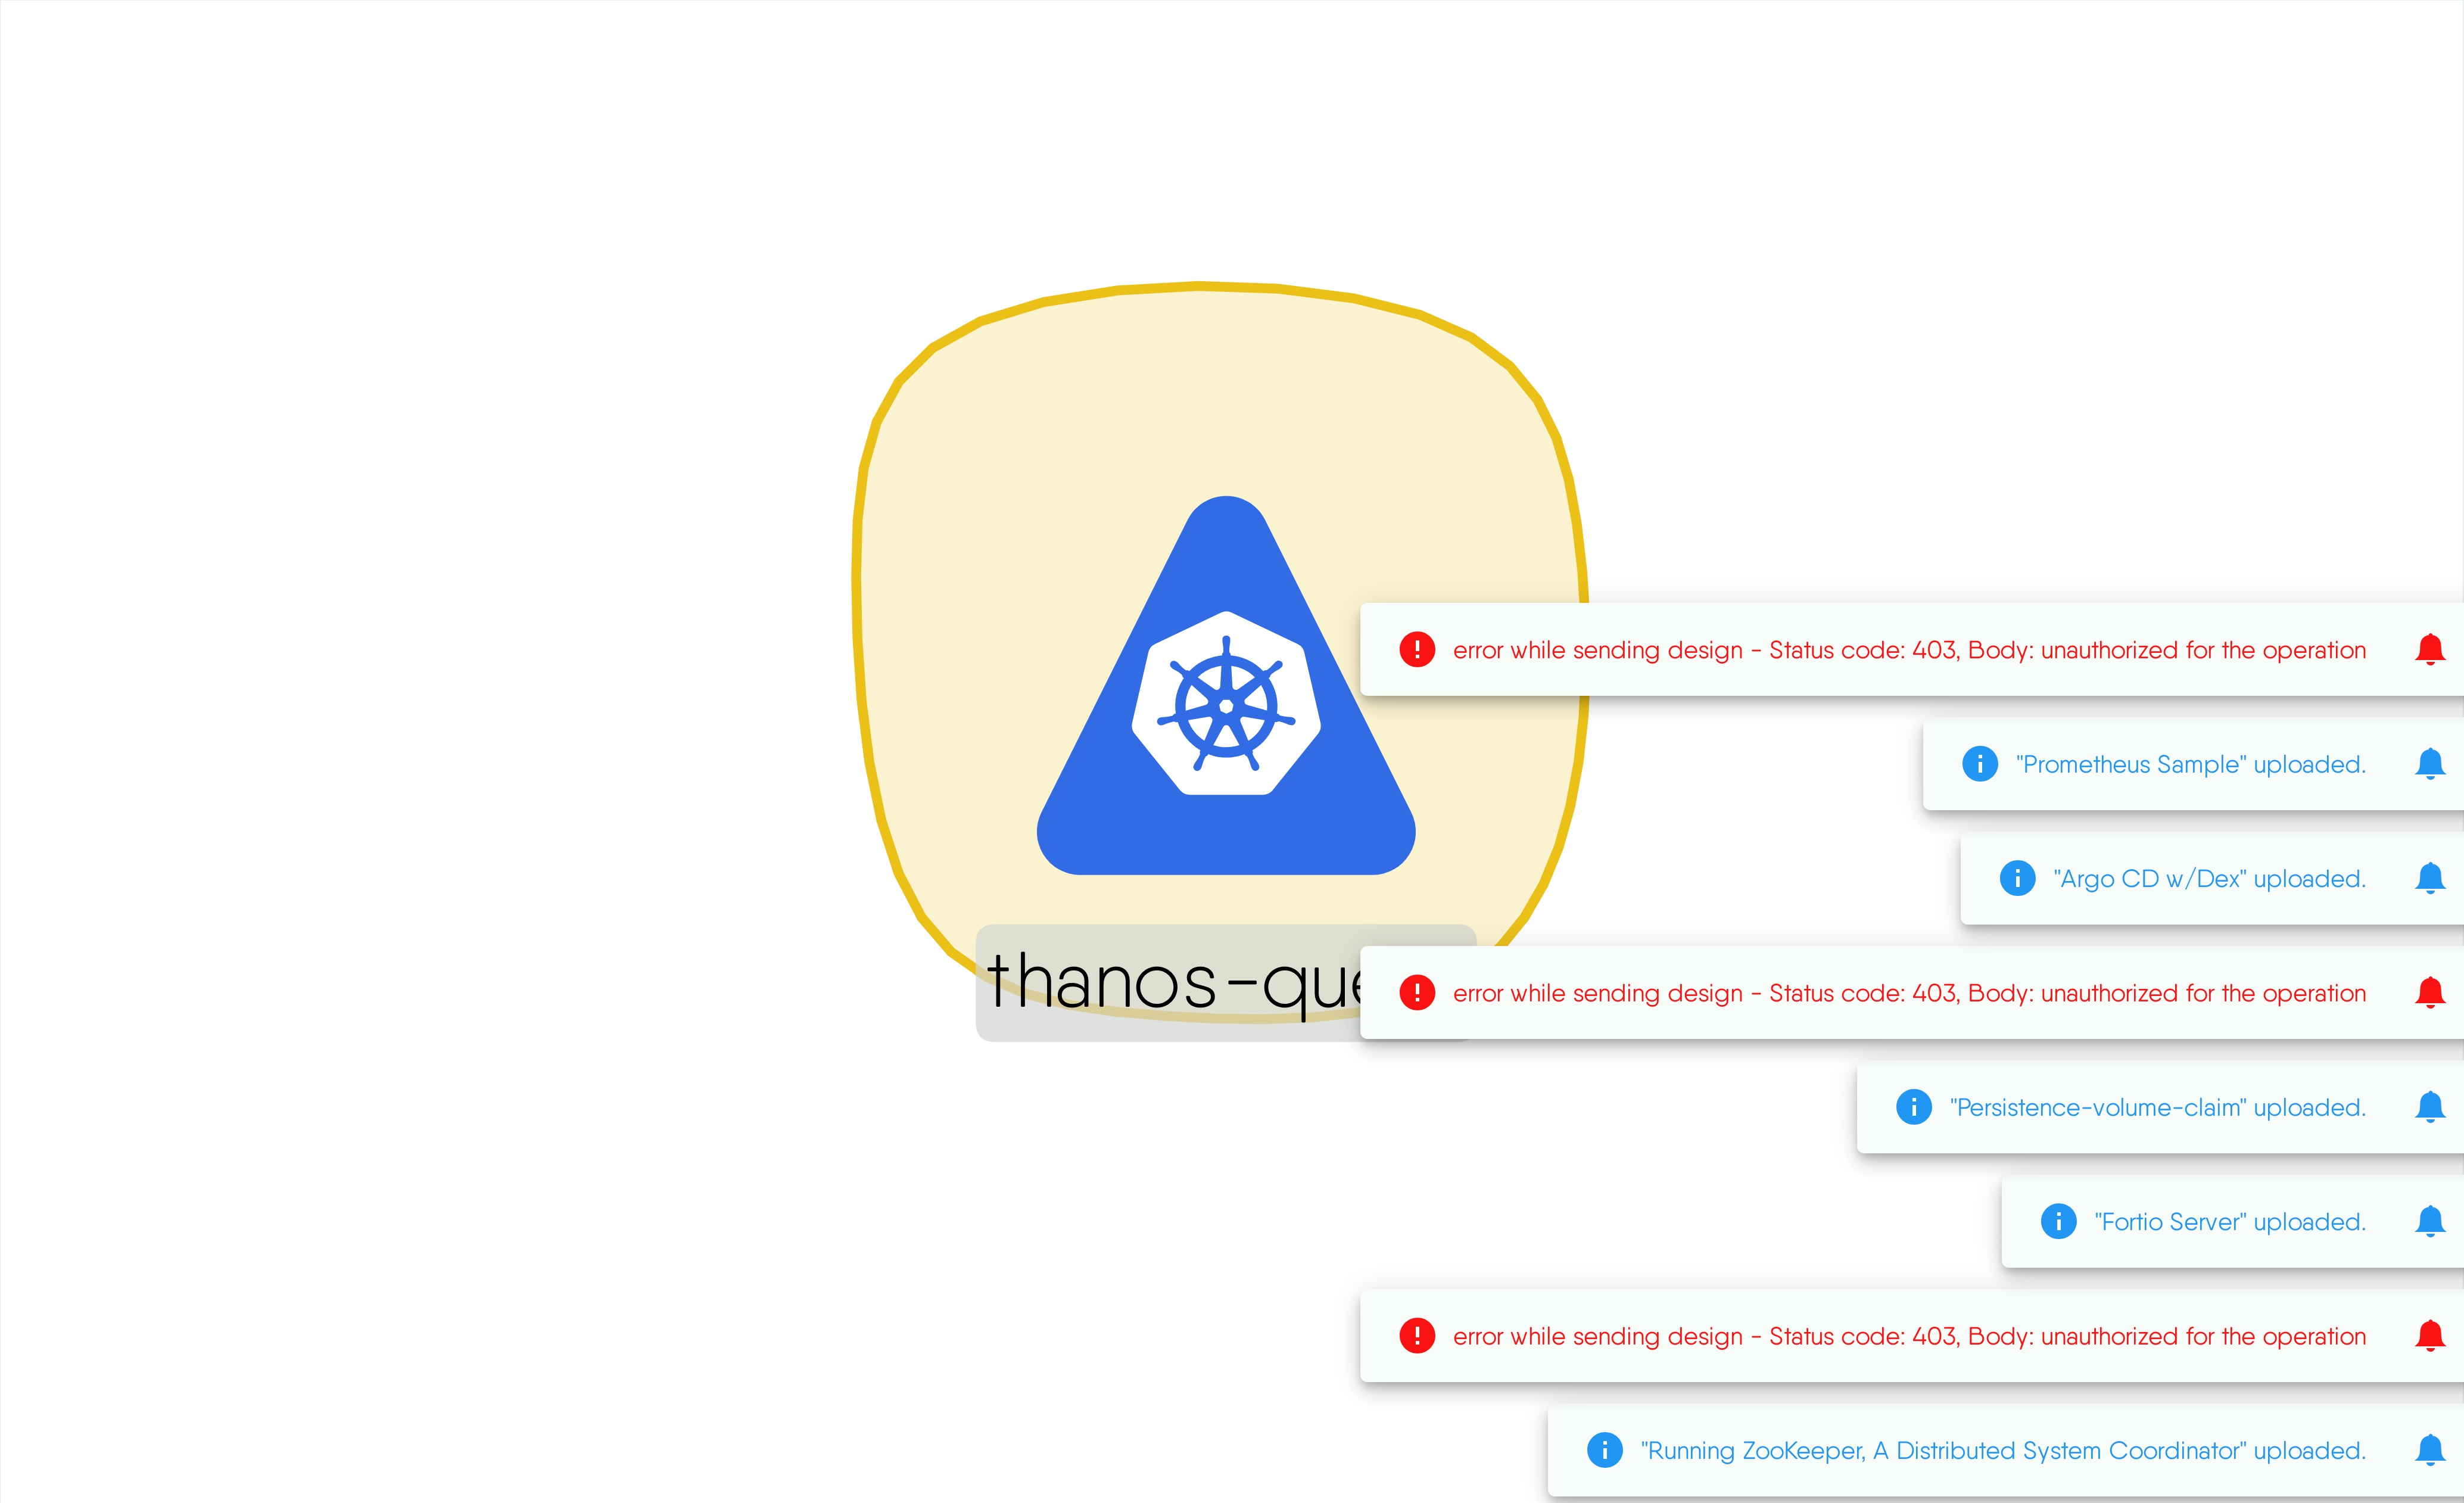 error while sending design - Status code: 403, Body: unauthorized for the operation
"Prometheus Sample" uploaded.
"Argo CD w/Dex" uploaded.
thanos-que
error while sending design - Status code: 403, Body: unauthorized for the operation
"Persistence-volume-claim" uploaded.
"Fortio Server" uploaded.
error while sending design - Status code: 403, Body: unauthorized for the operation
"Running ZooKeeper, A Distributed System Coordinator" uploaded.